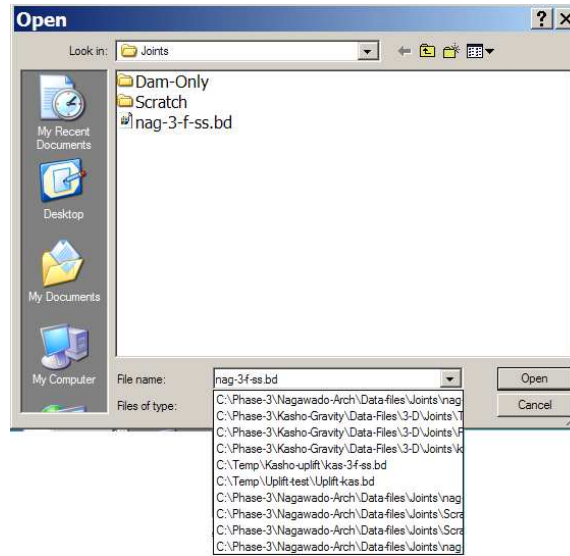 Open
Look in: Joints
Dam-Only
Scratch
nag-3-f-ss.bd
My Recent
Documents
Desktop
My Documents
My Computer
File name: nag-3-f-ss.bd Open
Files of type: Cancel
C:\Phase-3\Nagawado-Arch\Data-files\Joints\nag
C:\Phase-3\Kasho-Gravity\Data-Files\3-D\Joints\T
C:\Phase-3\Kasho-Gravity\Data-Files\3-D\Joints\F
C:\Phase-3\Kasho-Gravity\Data-Files\3-D\Joints\k
C:\Temp\Kasho-uplift\kas-3-f-ss.bd
C:\Temp\Uplift-test\Uplift-kas.bd
C:\Phase-3\Nagawado-Arch\Data-files\Joints\nag
C:\Phase-3\Nagawado-Arch\Data-files\Joints\Scra
C:\Phase-3\Nagawado-Arch\Data-files\Joints\Scra
C:\Phase-3\Nagawado-Arch\Data-files\Joints\nag